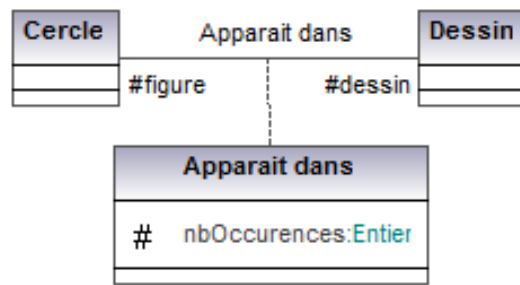 Cercle
Apparait dans
Dessin
#figure
#dessin
Apparait dans
# nbOccurences:Entier